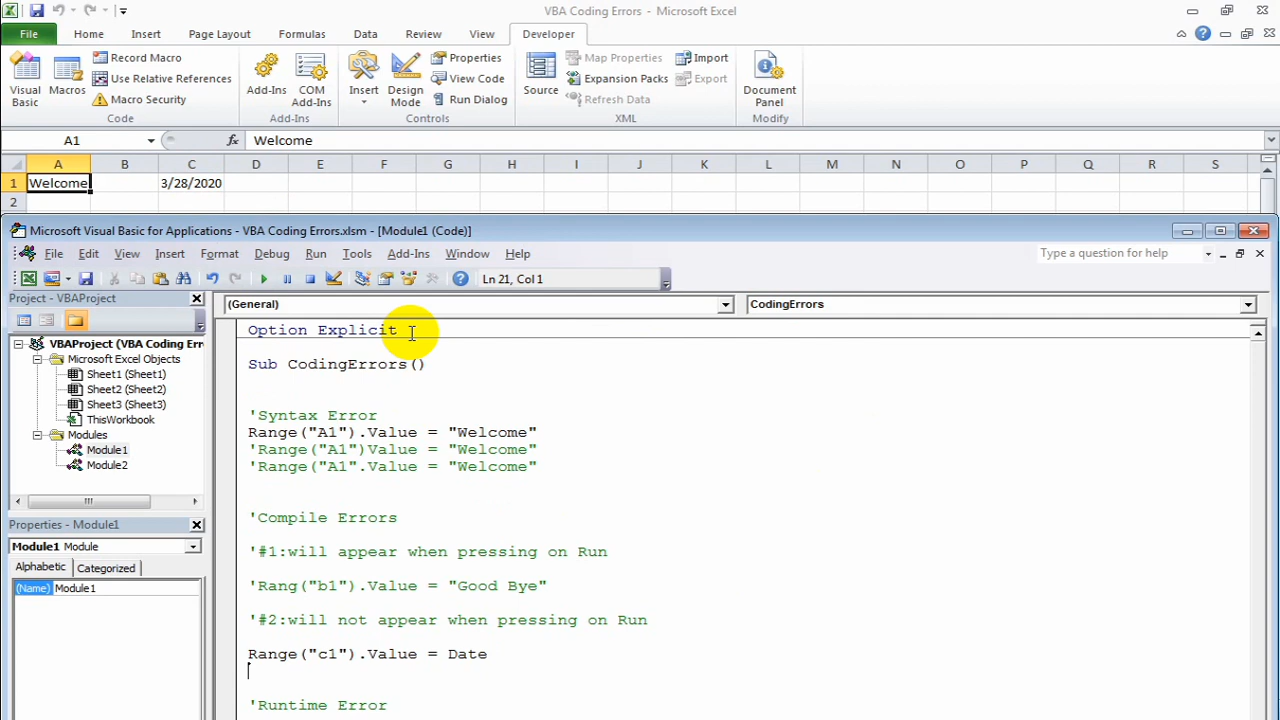 VBA Coding Errors - Microsoft Excel
File Home Insert Page Layout Formulas Data Review View Developer
Visual Basic
Macros
Record Macro
Use Relative References
Macro Security
Code
Add-Ins
COM Add-Ins
Add-Ins
Insert
Design Mode
Properties
View Code
Run Dialog
Controls
Source
Map Properties
Expansion Packs
Refresh Data
Import
Export
XML
Document Panel
Modify
A1 fx Welcome
A B C D E F G H I J K L M N O P Q R S
1 Welcome 3/28/2020
2
Microsoft Visual Basic for Applications - VBA Coding Errors.xlsm - [Module1 (Code)]
File Edit View Insert Format Debug Run Tools Add-Ins Window Help Type a question for help
Ln 21, Col 1
Project - VBAProject
VBAProject (VBA Coding Err
Microsoft Excel Objects
Sheet1 (Sheet1)
Sheet2 (Sheet2)
Sheet3 (Sheet3)
ThisWorkbook
Modules
Module1
Module2
Properties - Module1
Module1 Module
Alphabetic Categorized
(Name) Module1
(General) CodingErrors
Option Explicit
Sub CodingErrors()
'Syntax Error
Range("A1").Value = "Welcome"
'Range("A1")Value = "Welcome"
'Range("A1".Value = "Welcome"
'Compile Errors
'#1:will appear when pressing on Run
'Rang("b1").Value = "Good Bye"
'#2:will not appear when pressing on Run
Range("c1").Value = Date
'Runtime Error